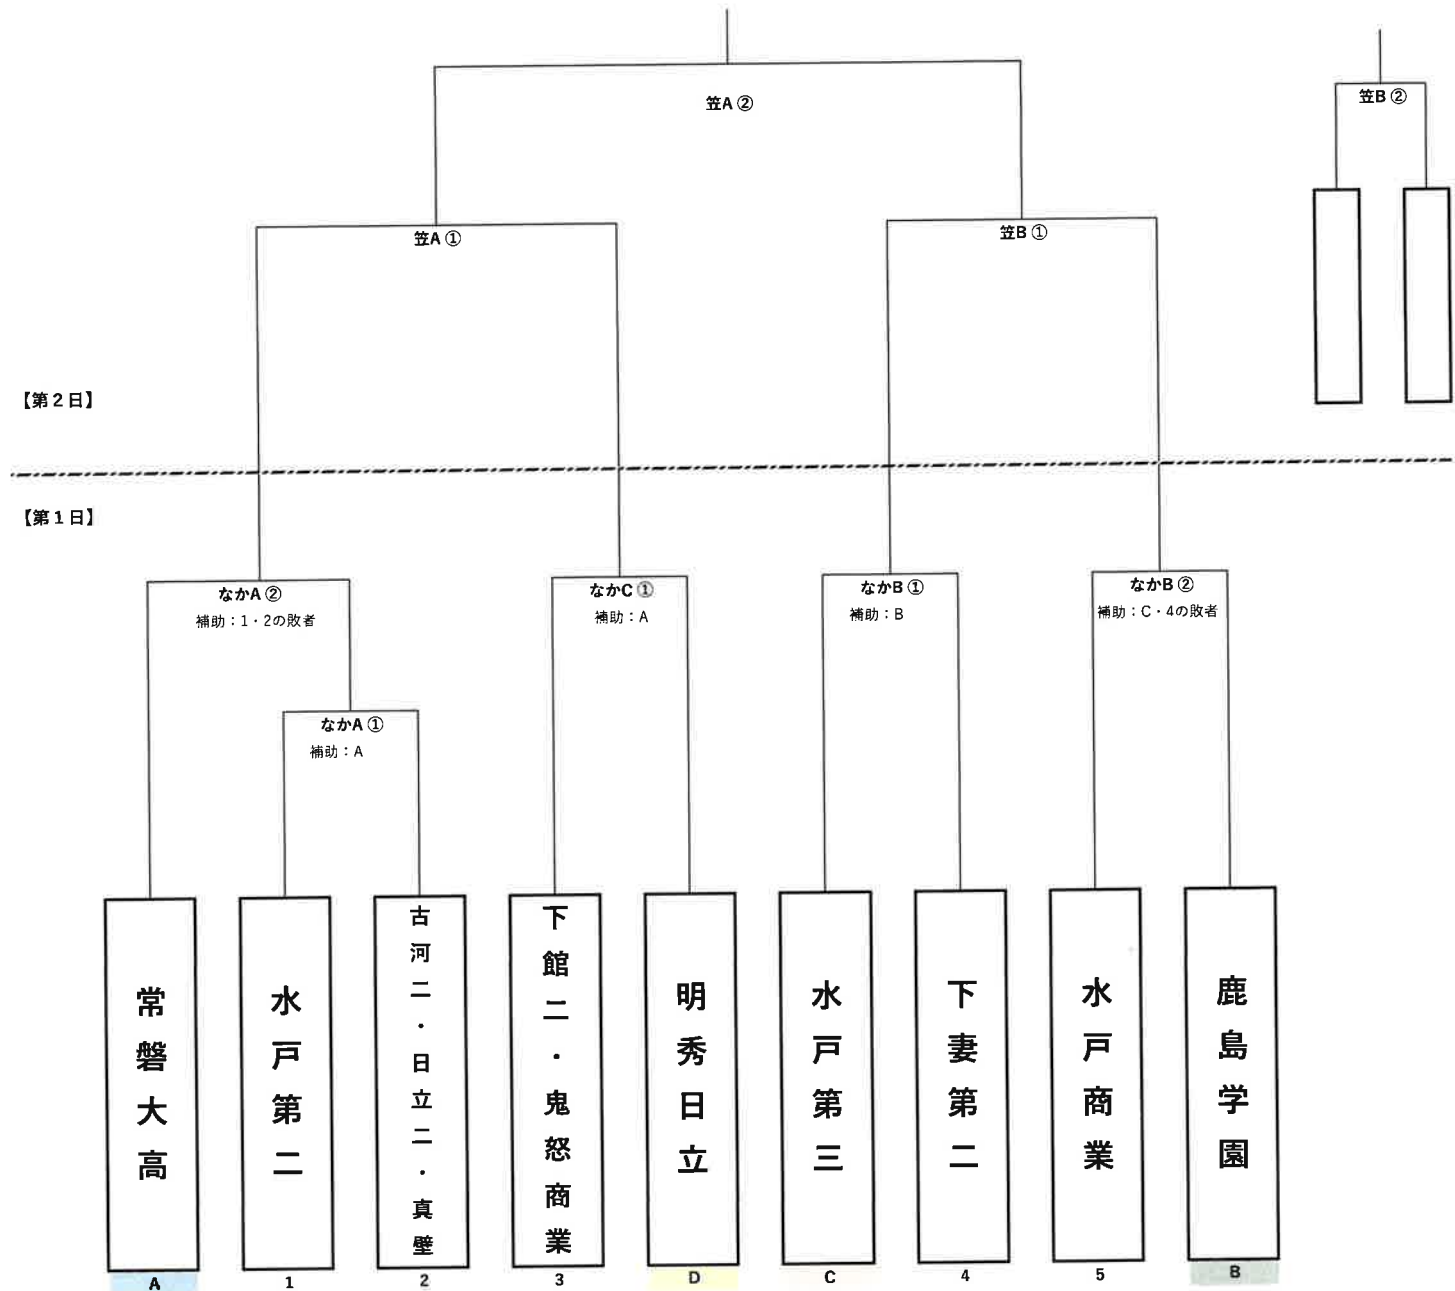 笠A②
笠B②
笠A①
笠B①
【第2日】
【第1日】
なかA②
補助：1・2の敗者
なかC①
補助：A
なかB①
補助：B
なかB②
補助：C・4の敗者
なかA①
補助：A
常磐大高
水戸第二
古河二・日立二・真壁
下館二・鬼怒商業
明秀日立
水戸第三
下妻第二
水戸商業
鹿島学園
A
1
2
3
D
C
4
5
B